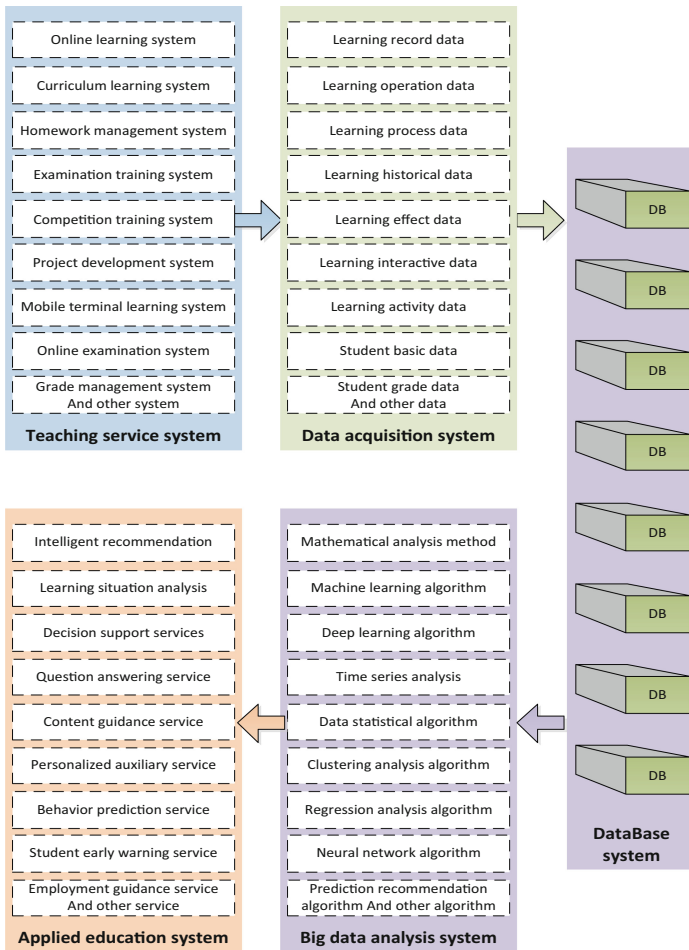 Online learning system
Curriculum learning system
Homework management system
Examination training system
Competition training system
Project development system
Mobile terminal learning system
Online examination system
Grade management system
And other system
Teaching service system
Learning record data
Learning operation data
Learning process data
Learning historical data
Learning effect data
Learning interactive data
Learning activity data
Student basic data
Student grade data
And other data
Data acquisition system
DB
DB
DB
DB
DB
DB
DB
DB
DataBase
system
Mathematical analysis method
Machine learning algorithm
Deep learning algorithm
Time series analysis
Data statistical algorithm
Clustering analysis algorithm
Regression analysis algorithm
Neural network algorithm
Prediction recommendation
algorithm And other algorithm
Big data analysis system
Intelligent recommendation
Learning situation analysis
Decision support services
Question answering service
Content guidance service
Personalized auxiliary service
Behavior prediction service
Student early warning service
Employment guidance service
And other service
Applied education system